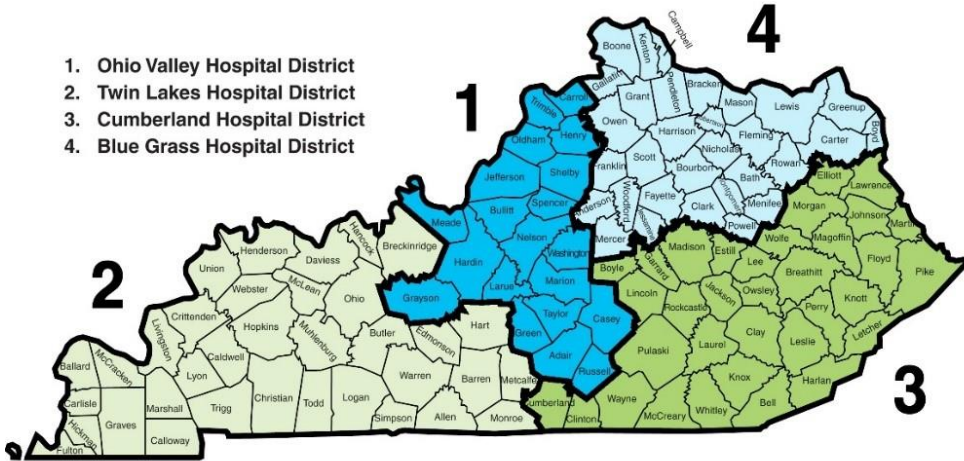 1. Ohio Valley Hospital District
2. Twin Lakes Hospital District
3. Cumberland Hospital District
4. Blue Grass Hospital District
4
Campbell
Boone
Kenton
Gallatin
Grant
Pendleton
Bracken
Mason
Lewis
Greenup
Boyd
Carter
Owen
Harrison
Robertson
Fleming
Rowan
Nicholas
Franklin
Scott
Bourbon
Bath
Menifee
Montgomery
Woodford
Fayette
Clark
Powell
Anderson
Jessamine
Mercer
1
Carroll
Trimble
Henry
Oldham
Shelby
Jefferson
Spencer
Bullitt
Meade
Nelson
Washington
Hardin
Marion
Larue
Grayson
Taylor
Casey
Green
Adair
Russell
2
Hancock
Breckinridge
Henderson
Daviess
Union
Webster
McLean
Ohio
Crittenden
Hopkins
Muhlenburg
Butler
Edmonson
Hart
Livingston
Caldwell
Lyon
Warren
Barren
Metcalfe
Ballard
McCracken
Carlisle
Graves
Marshall
Trigg
Christian
Todd
Logan
Simpson
Allen
Monroe
Hickman
Fulton
Calloway
3
Elliott
Lawrence
Morgan
Johnson
Martin
Magoffin
Wolfe
Floyd
Pike
Madison
Estill
Lee
Breathitt
Garrard
Boyle
Lincoln
Rockcastle
Jackson
Owsley
Perry
Knott
Letcher
Clay
Leslie
Laurel
Pulaski
Harlan
Knox
Bell
Wayne
McCreary
Whitley
Cumberland
Clinton